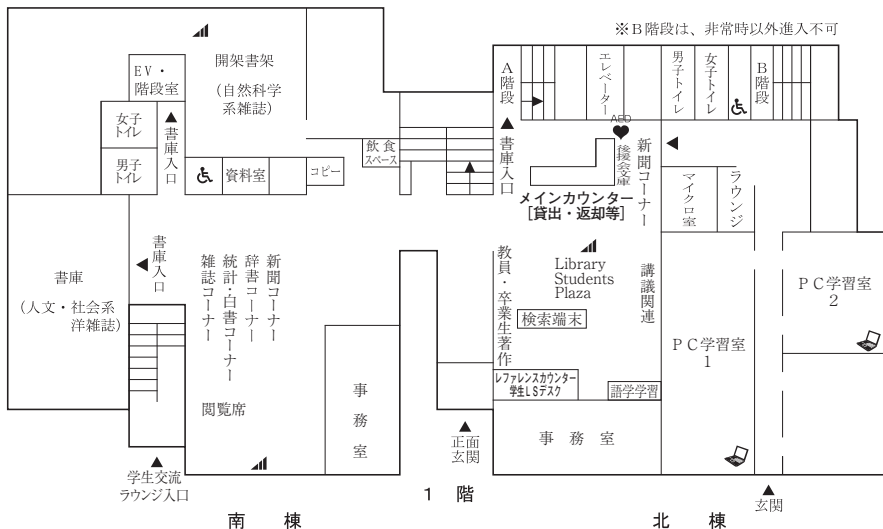 ※Ｂ階段は、非常時以外進入不可
開架書架
(自然科学
系雑誌)
EV・
階段室
女子
トイレ
男子
トイレ
▲書庫入口
資料室
コピー
飲食
スペース
A階段
▲書庫入口
エレベーター
男子トイレ
女子トイレ
B階段
AED
後援会文庫
新聞コーナー
メインカウンター
［貸出・返却等］
マイクロ室
ラウンジ
書庫
(人文・社会系
洋雑誌)
書庫入口
新聞コーナー
辞書コーナー
統計・白書コーナー
雑誌コーナー
閲覧席
事務室
教員・卒業生著作
Library
Students
Plaza
検索端末
講議関連
レファレンスカウンター
学生LSデスク
語学学習
事務室
ＰＣ学習室
1
ＰＣ学習室
2
▲
学生交流
ラウンジ入口
▲
正面
玄関
▲
玄関
1階
南棟
北棟